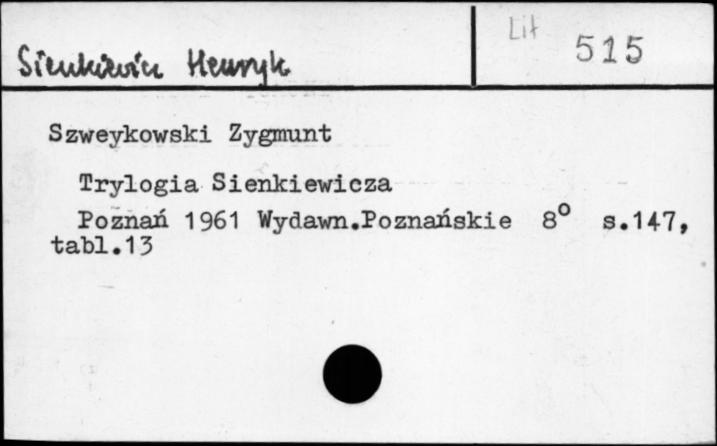 Sienkiewicz Henryk
Lit 515
Szweykowski Zygmunt
Trylogia Sienkiewicza
Poznań 1961 Wydawn.Poznańskie 8° s.147,
tabl.13